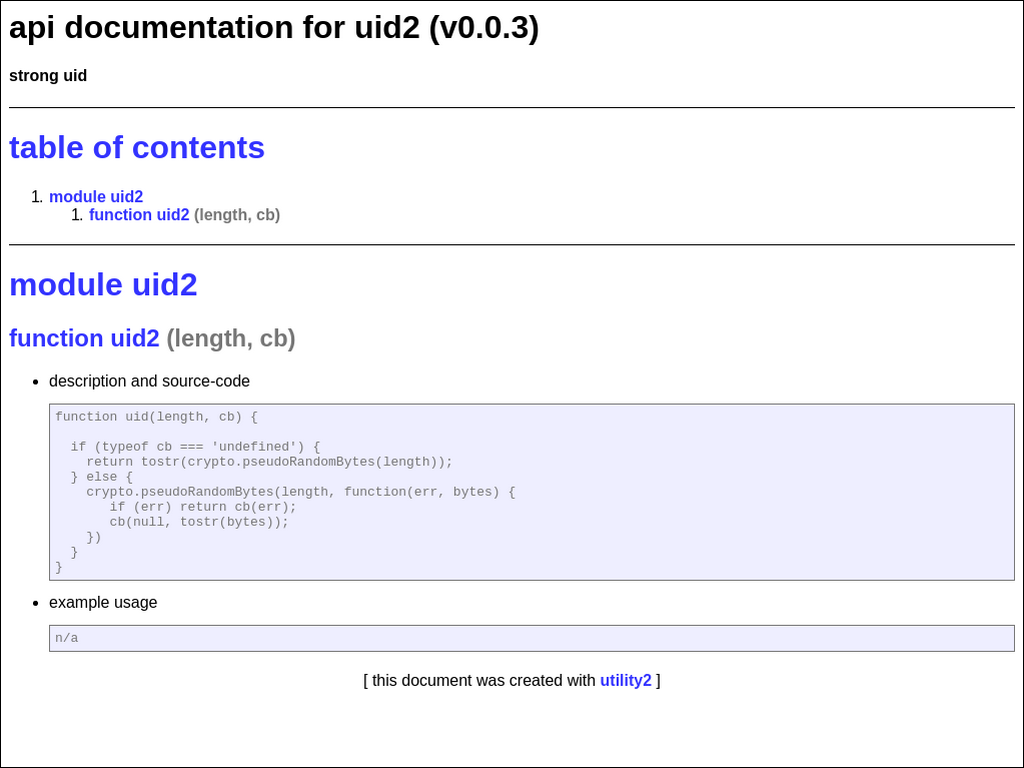 api documentation for uid2 (v0.0.3)
strong uid
table of contents
1. module uid2
1. function uid2 (length, cb)
module uid2
function uid2 (length, cb)
• description and source-code
function uid(length, cb) {
  if (typeof cb === 'undefined') {
    return tostr(crypto.pseudoRandomBytes(length));
  } else {
    crypto.pseudoRandomBytes(length, function(err, bytes) {
       if (err) return cb(err);
       cb(null, tostr(bytes));
    })
  }
}
• example usage
n/a
[ this document was created with utility2 ]